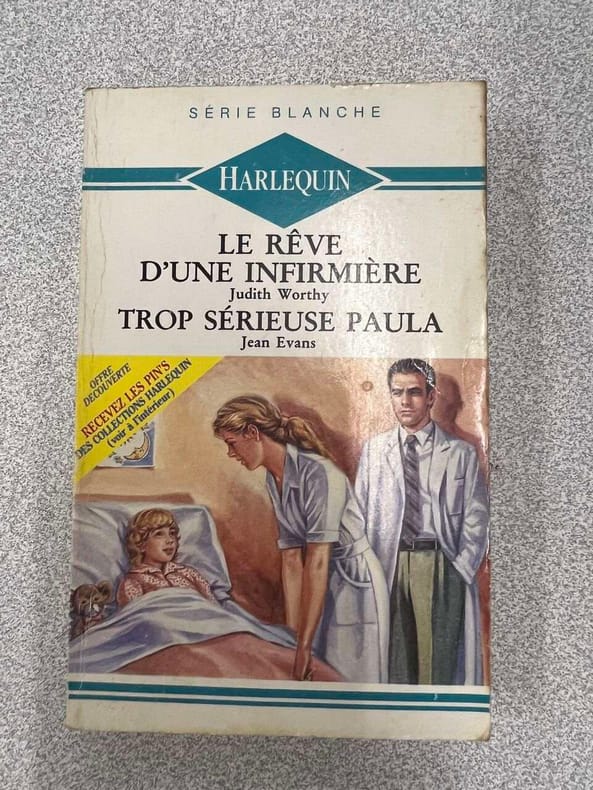 SÉRIE BLANCHE
HARLEQUIN
LE RÊVE
D'UNE INFIRMIÈRE
Judith Worthy
TROP SÉRIEUSE PAULA
Jean Evans
OFFRE
DÉCOUVERTE
RECEVEZ LES PIN'S
DES COLLECTIONS HARLEQUIN
(voir à l'intérieur)